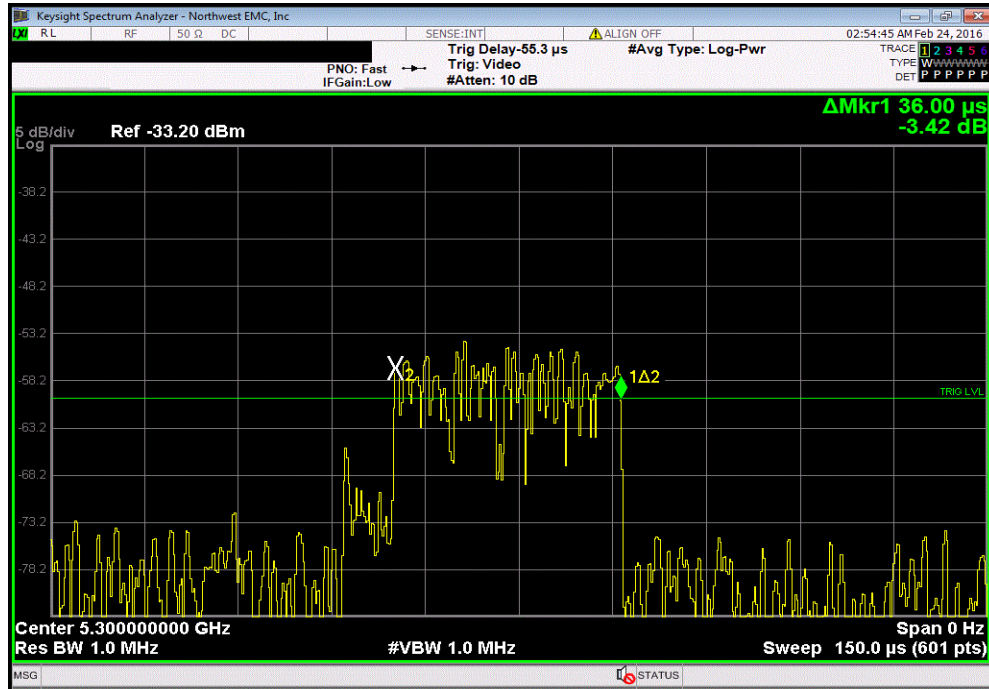 Keysight Spectrum Analyzer - Northwest EMC, Inc
LXI RL RF 50 Ω DC SENSE:INT ALIGN OFF 02:54:45 AM Feb 24, 2016
Trig Delay-55.3 µs #Avg Type: Log-Pwr TRACE 1 2 3 4 5 6
PNO: Fast Trig: Video TYPE WWWWWW
IFGain:Low #Atten: 10 dB DET P P P P P P
ΔMkr1 36.00 µs
5 dB/div Ref -33.20 dBm -3.42 dB
Log
-38.2
-43.2
-48.2
-53.2
X2
-58.2 1Δ2
TRIG LVL
-63.2
-68.2
-73.2
-78.2
Center 5.300000000 GHz Span 0 Hz
Res BW 1.0 MHz #VBW 1.0 MHz Sweep 150.0 µs (601 pts)
MSG STATUS